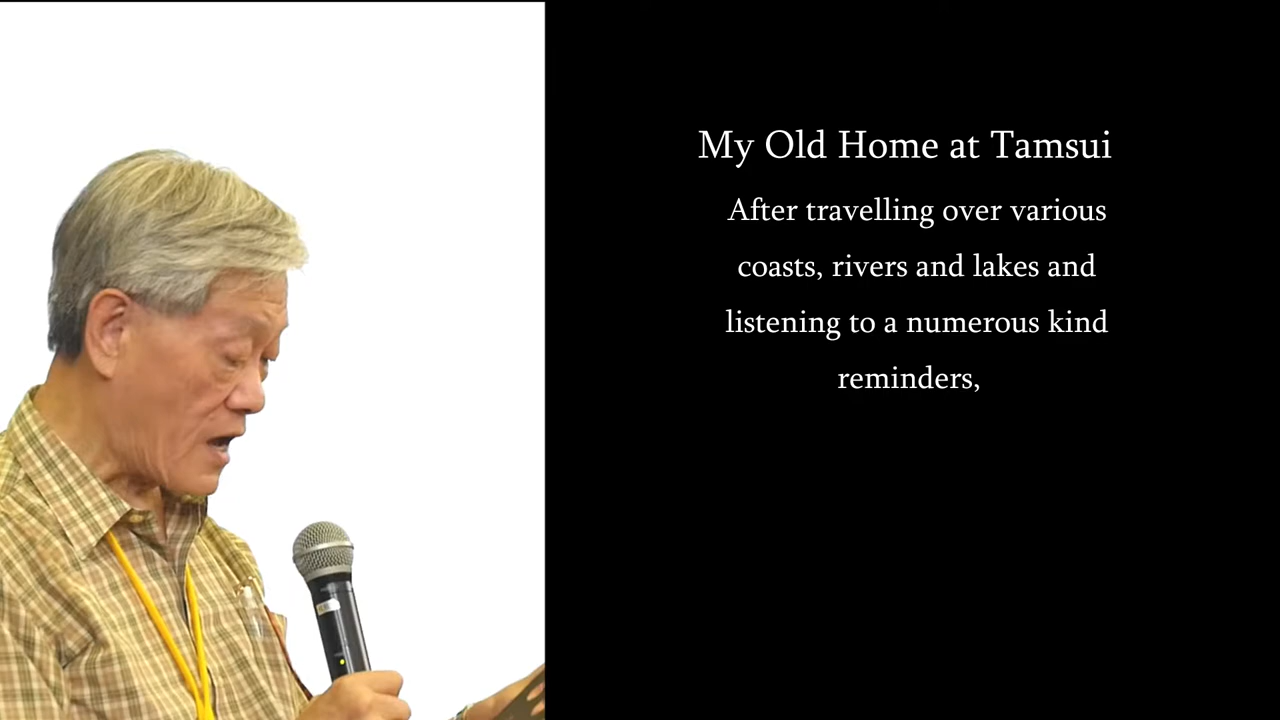 My Old Home at Tamsui
After travelling over various
coasts, rivers and lakes and
listening to a numerous kind
reminders,